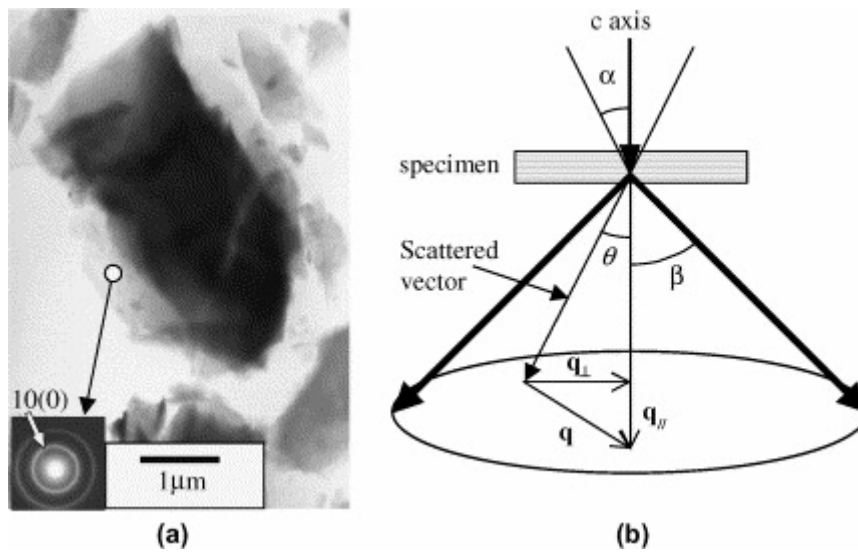 10(0)
1μm
(a)
c axis
α
specimen
Scattered
vector
θ
β
q⊥
q
q//
(b)